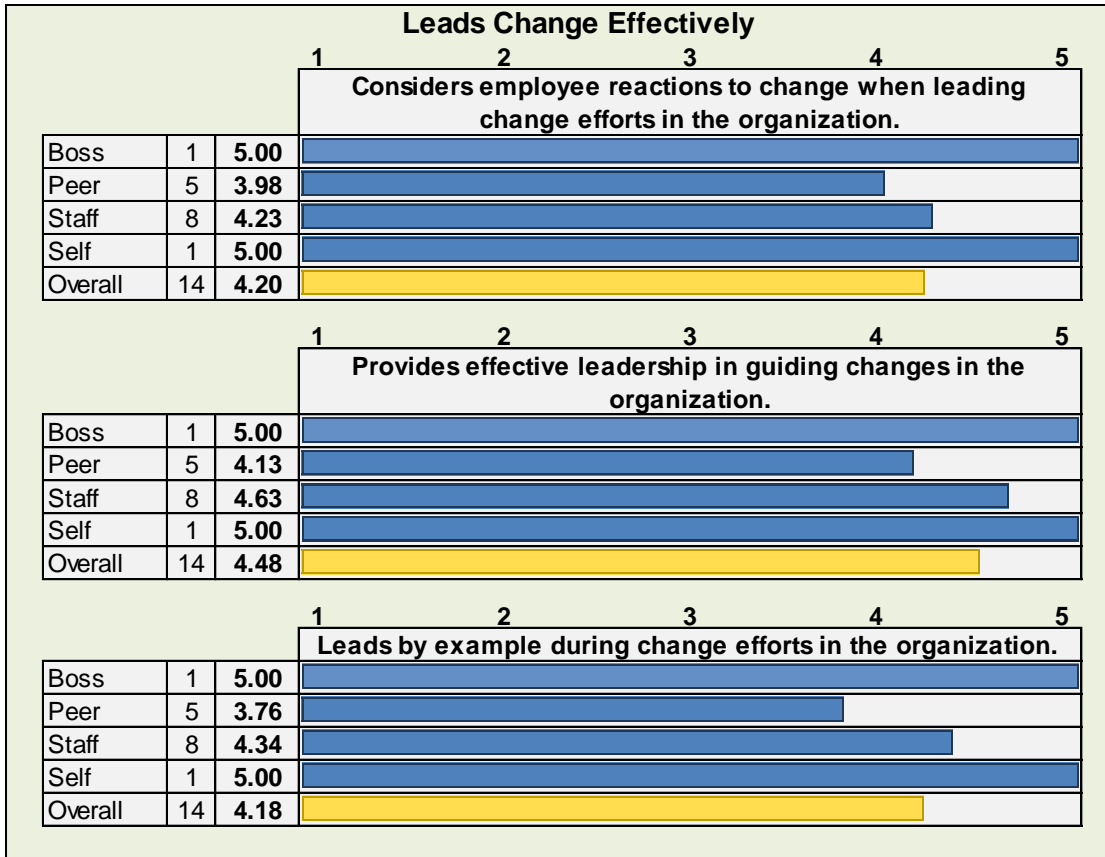 Leads Change Effectively
1 2 3 4 5
Considers employee reactions to change when leading
change efforts in the organization.
Boss 1 5.00
Peer 5 3.98
Staff 8 4.23
Self 1 5.00
Overall 14 4.20
1 2 3 4 5
Provides effective leadership in guiding changes in the
organization.
Boss 1 5.00
Peer 5 4.13
Staff 8 4.63
Self 1 5.00
Overall 14 4.48
1 2 3 4 5
Leads by example during change efforts in the organization.
Boss 1 5.00
Peer 5 3.76
Staff 8 4.34
Self 1 5.00
Overall 14 4.18